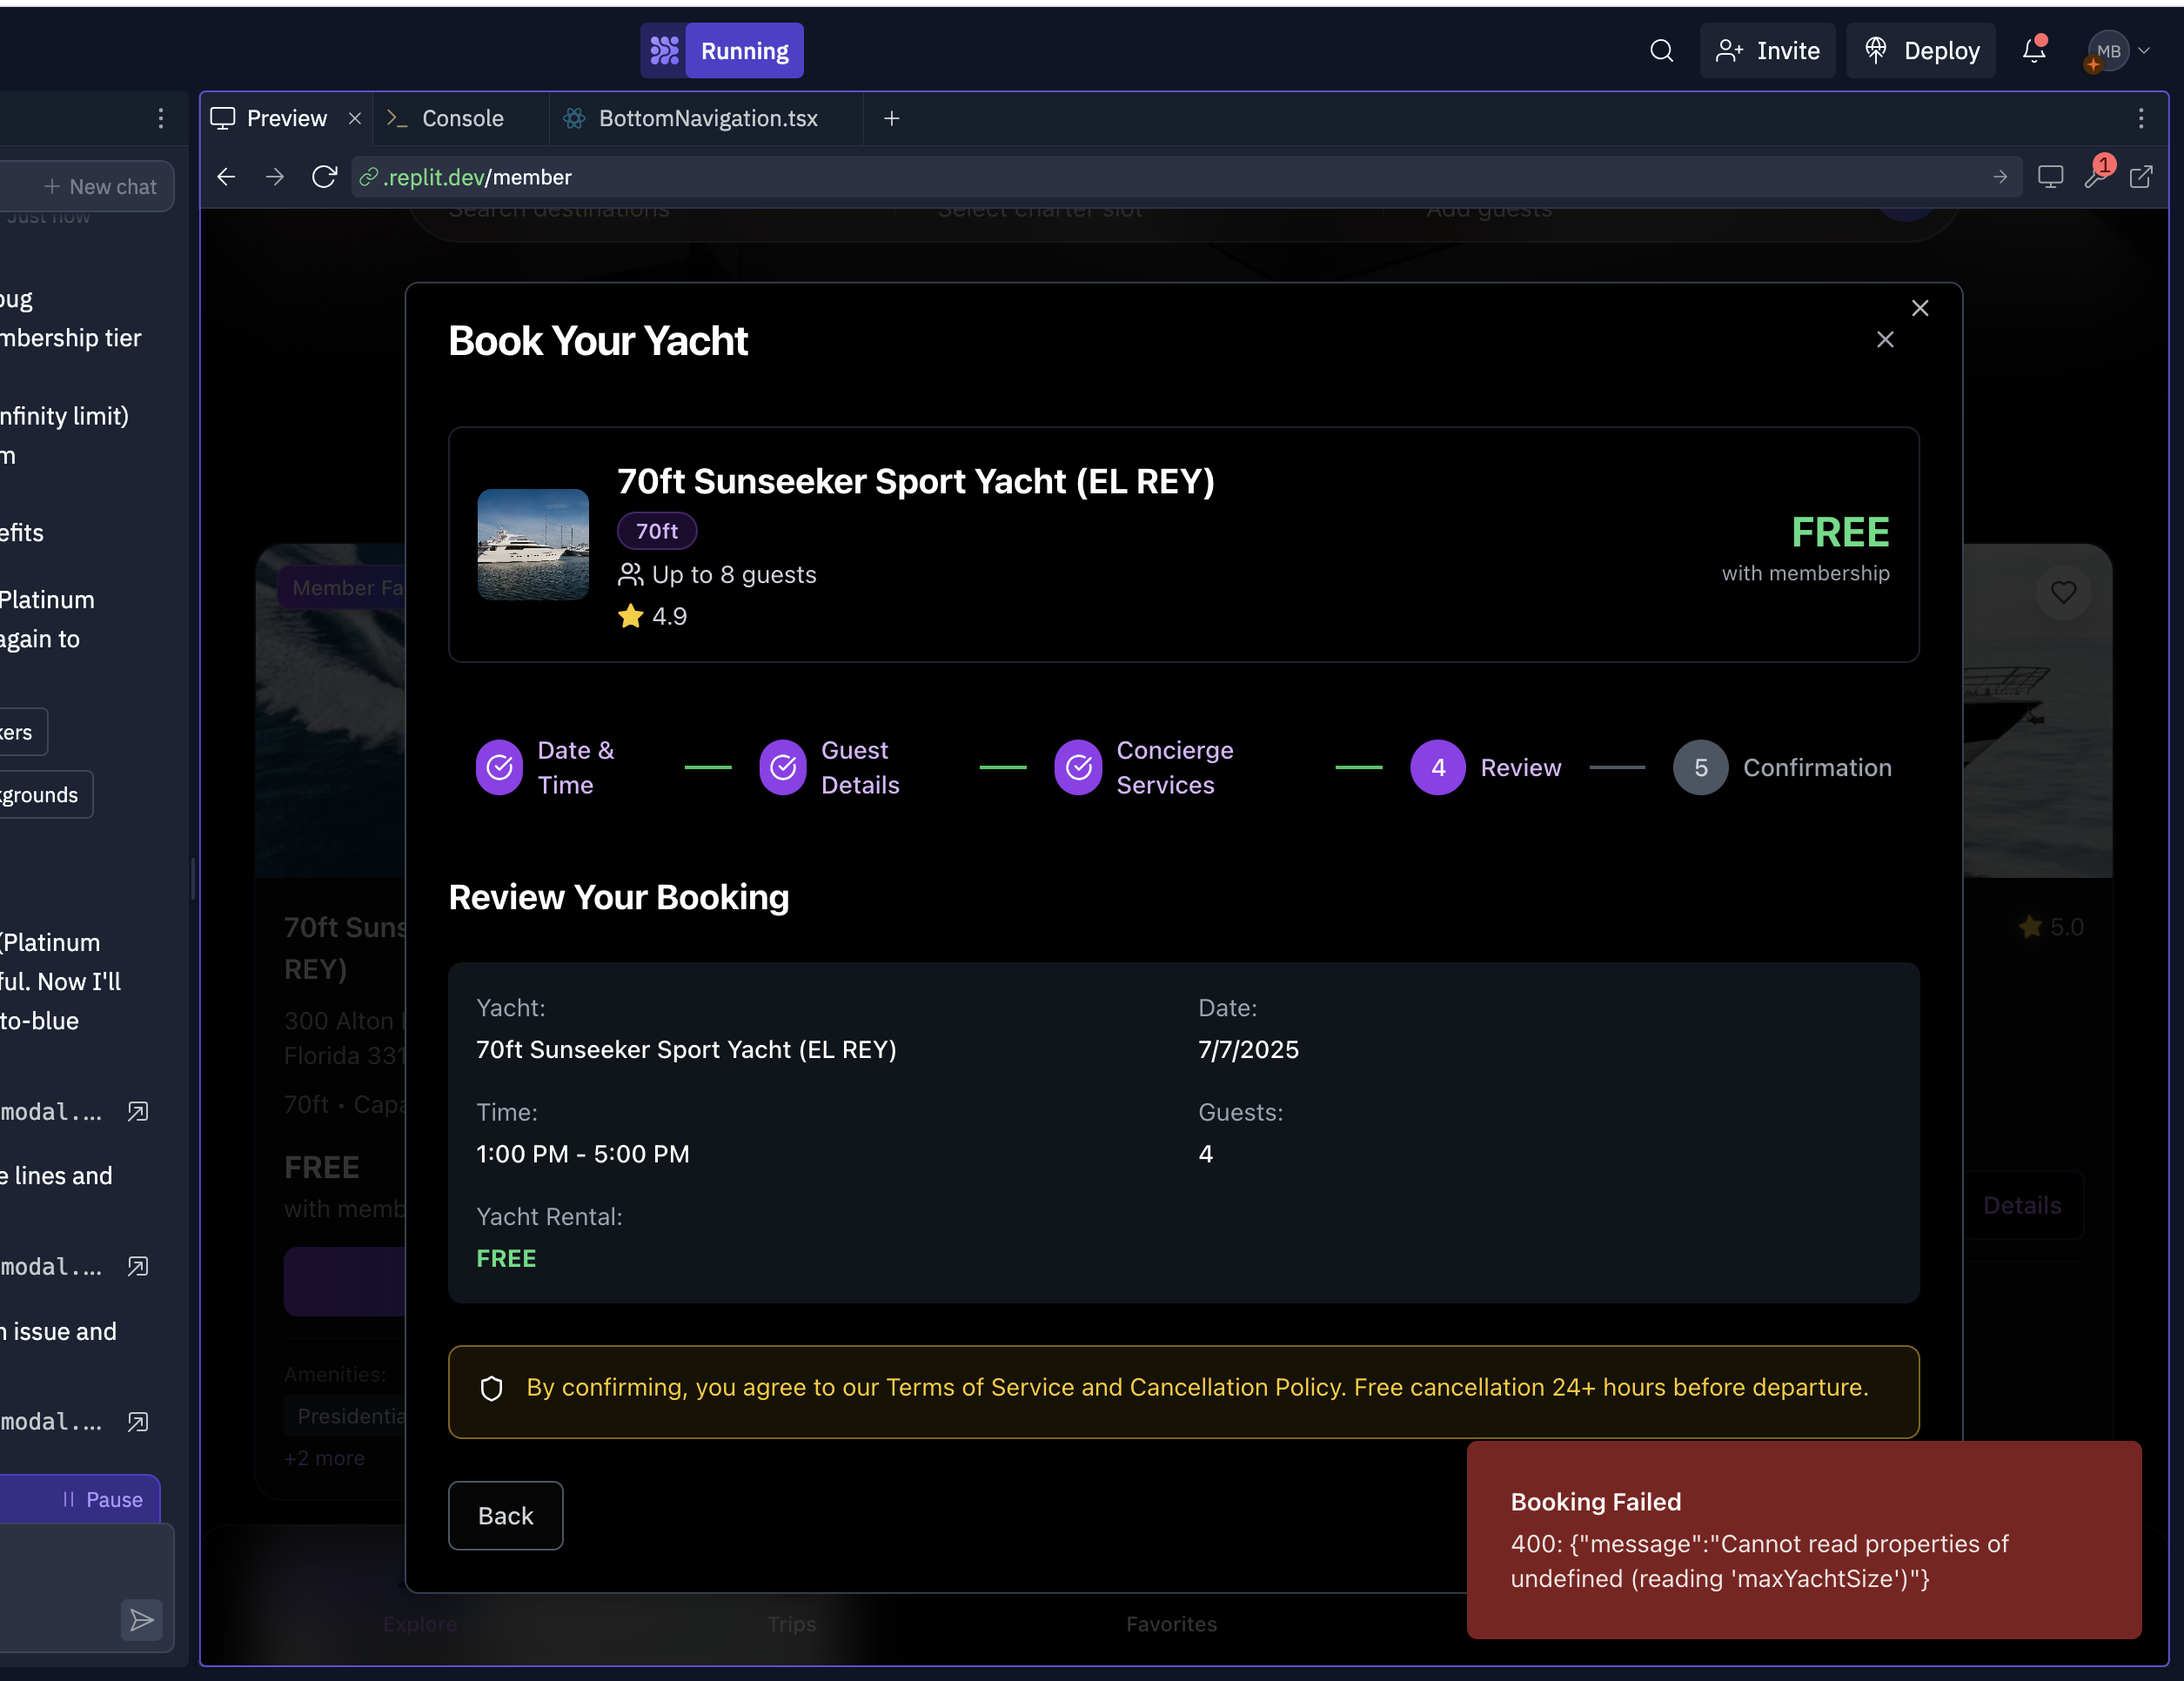 Running
Invite
Deploy
MB
Preview
Console
BottomNavigation.tsx
New chat
.replit.dev/member
1
Just now
Search destinations
Select charter slot
Add guests
bug
mbership tier
nfinity limit)
m
efits
Platinum
again to
kers
kgrounds
(Platinum
ful. Now I'll
to-blue
modal....
e lines and
modal....
n issue and
modal....
Pause
Book Your Yacht
70ft Sunseeker Sport Yacht (EL REY)
70ft
Up to 8 guests
4.9
FREE
with membership
Date &
Time
Guest
Details
Concierge
Services
4
Review
5
Confirmation
Review Your Booking
Yacht:
70ft Sunseeker Sport Yacht (EL REY)
Date:
7/7/2025
Time:
1:00 PM - 5:00 PM
Guests:
4
Yacht Rental:
FREE
By confirming, you agree to our Terms of Service and Cancellation Policy. Free cancellation 24+ hours before departure.
Back
Booking Failed
400: {"message":"Cannot read properties of
undefined (reading 'maxYachtSize')"}
Member Fa
70ft Suns
REY)
300 Alton
Florida 331
70ft • Capa
FREE
with memb
Amenities:
Presidentia
+2 more
5.0
Details
Explore
Trips
Favorites